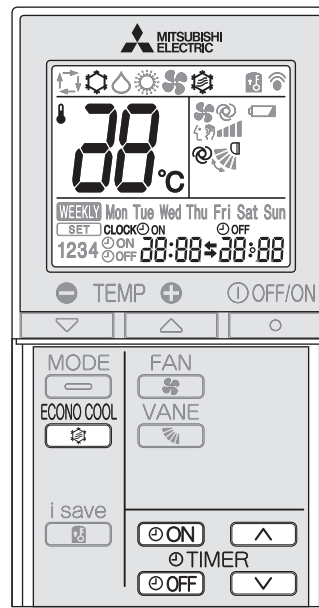 MITSUBISHI
ELECTRIC
88°C
WEEKLY Mon Tue Wed Thu Fri Sat Sun
SET CLOCK ON OFF
1234 ON OFF 88:88 88:88
TEMP OFF/ON
MODE FAN
ECONO COOL VANE
i save
ON
TIMER
OFF